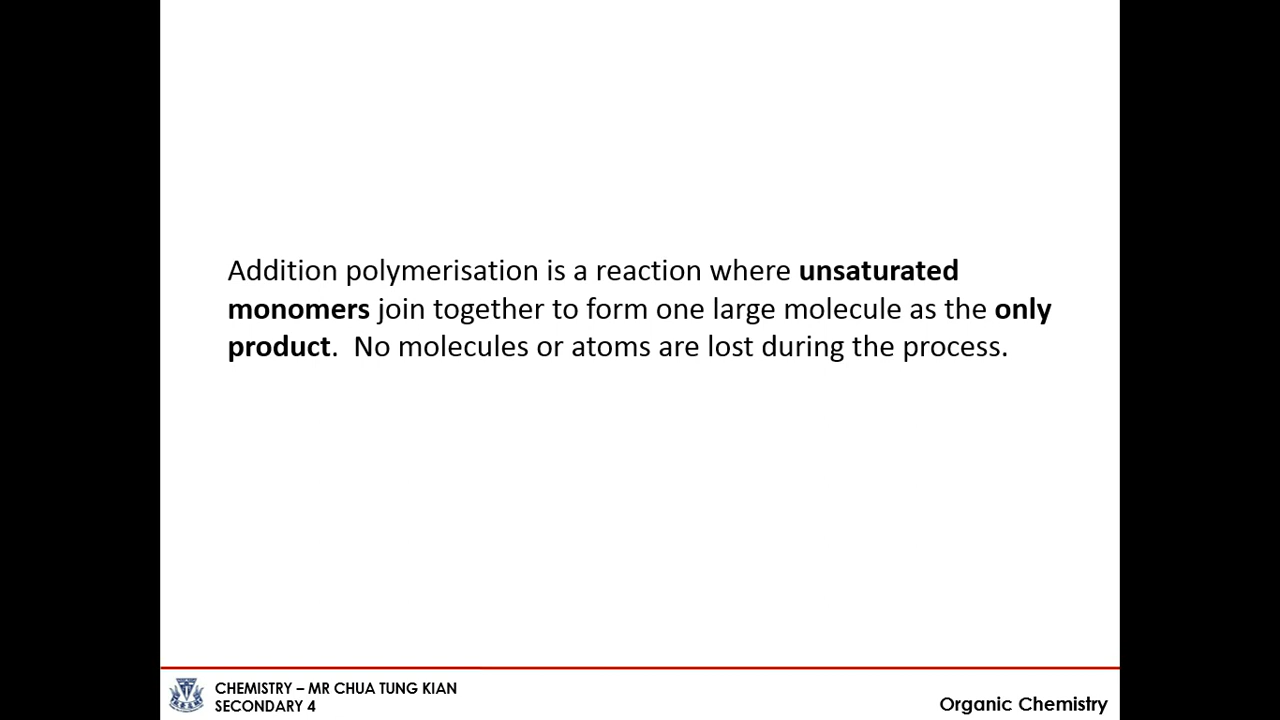 Addition polymerisation is a reaction where unsaturated
monomers join together to form one large molecule as the only
product.  No molecules or atoms are lost during the process.
CHEMISTRY – MR CHUA TUNG KIAN
SECONDARY 4
Organic Chemistry